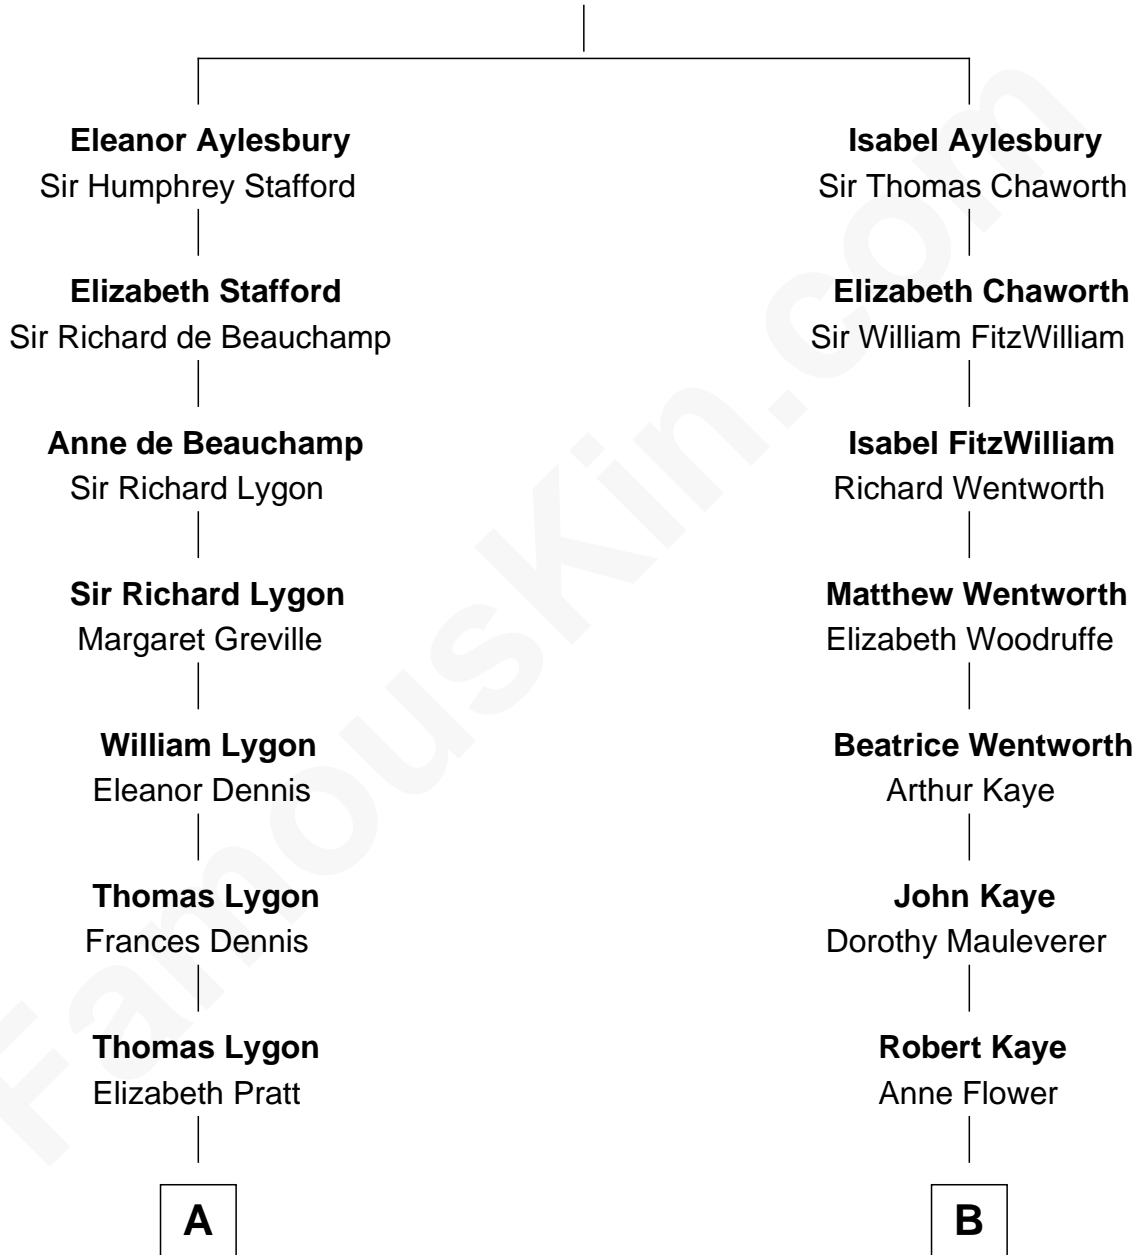 Eleanor Aylesbury
Sir Humphrey Stafford
Elizabeth Stafford
Sir Richard de Beauchamp
Anne de Beauchamp
Sir Richard Lygon
Sir Richard Lygon
Margaret Greville
William Lygon
Eleanor Dennis
Thomas Lygon
Frances Dennis
Thomas Lygon
Elizabeth Pratt
A
Isabel Aylesbury
Sir Thomas Chaworth
Elizabeth Chaworth
Sir William FitzWilliam
Isabel FitzWilliam
Richard Wentworth
Matthew Wentworth
Elizabeth Woodruffe
Beatrice Wentworth
Arthur Kaye
John Kaye
Dorothy Mauleverer
Robert Kaye
Anne Flower
B
FamousKin.com